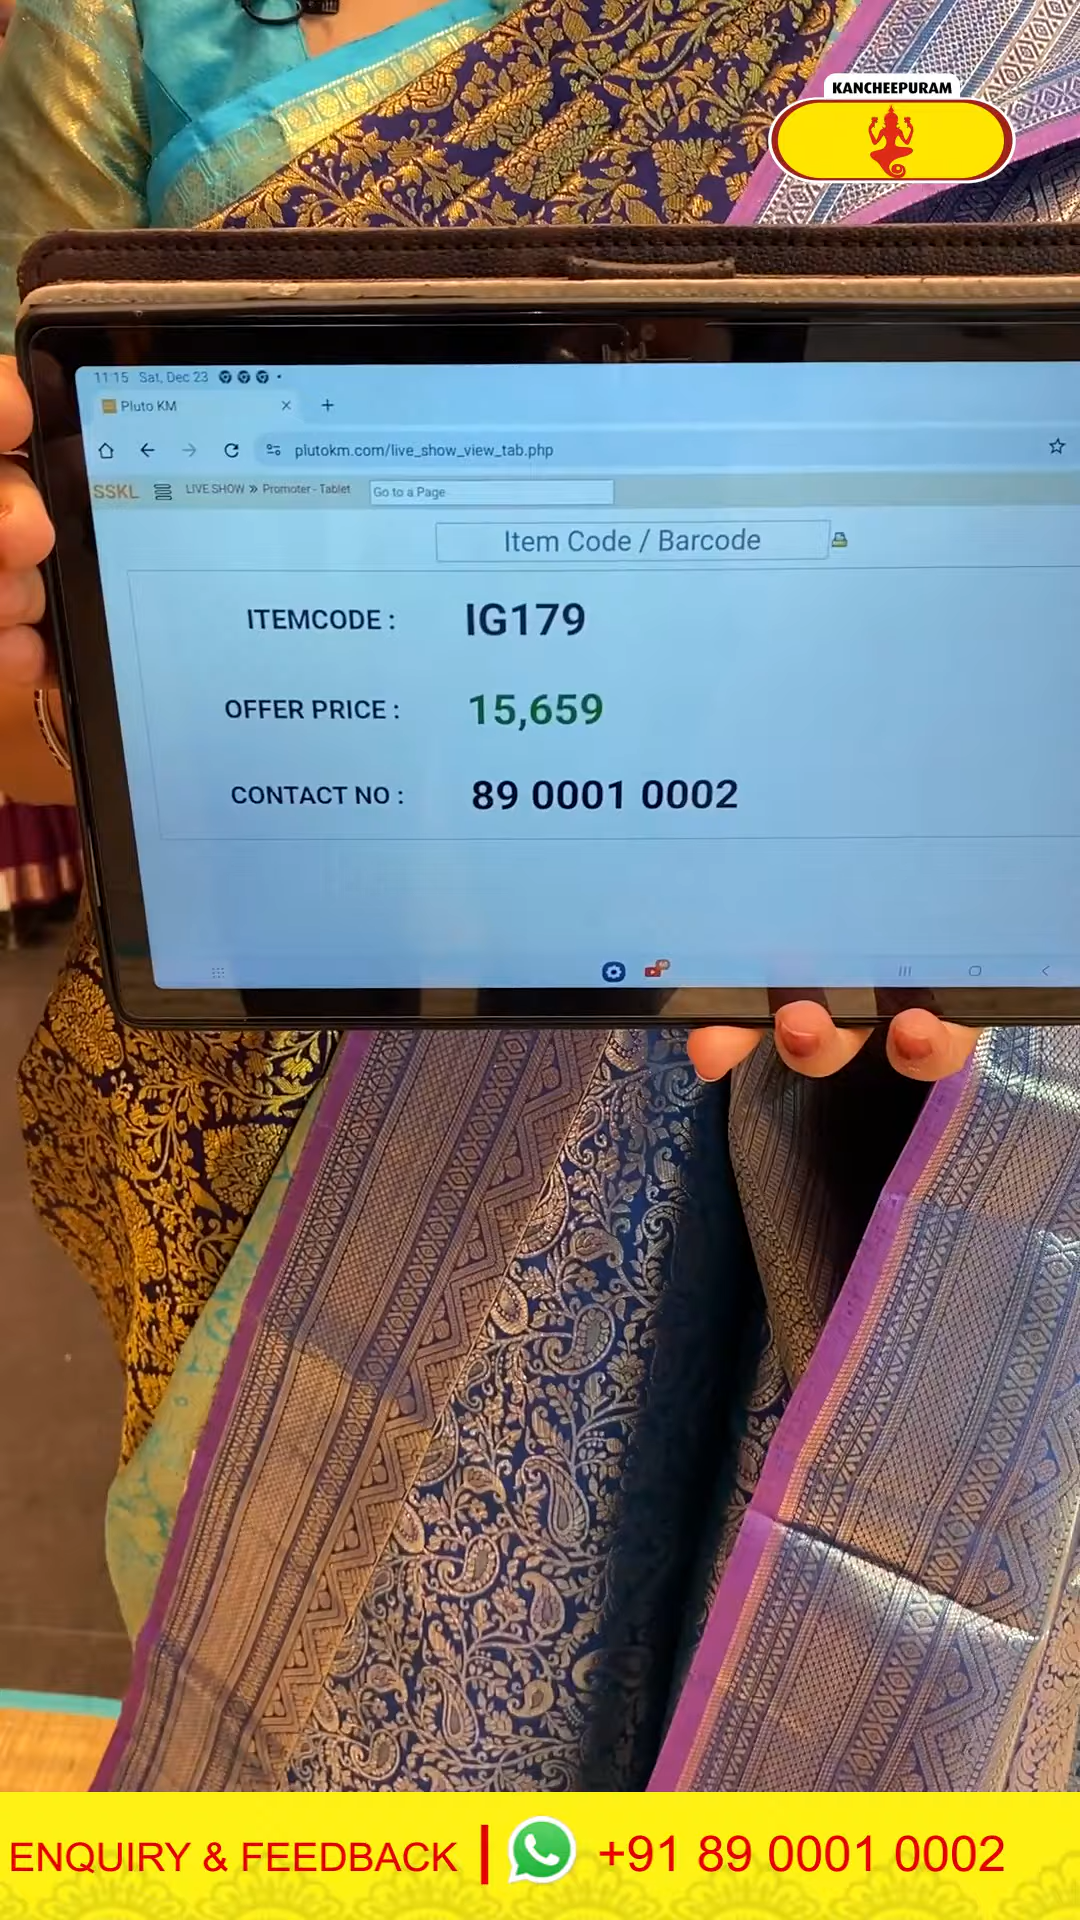 KANCHEEPURAM
11:15 Sat, Dec 23
Pluto KM
plutokm.com/live_show_view_tab.php
SSKL
LIVE SHOW » Promoter - Tablet
Go to a Page
Item Code / Barcode
ITEMCODE : IG179
OFFER PRICE : 15,659
CONTACT NO : 89 0001 0002
ENQUIRY & FEEDBACK | +91 89 0001 0002